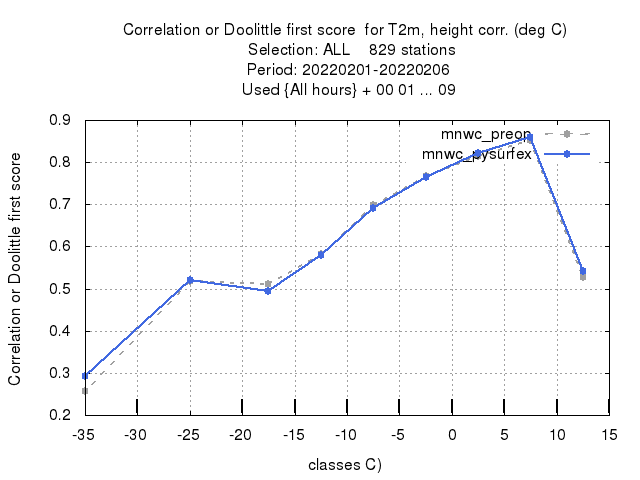 Correlation or Doolittle first score for T2m, height corr. (deg C)
Selection: ALL 829 stations
Period: 20220201-20220206
Used {All hours} + 00 01 ... 09
Correlation or Doolittle first score
0.9
0.8
0.7
0.6
0.5
0.4
0.3
0.2
mnwc_preop
mnwc_pysurfex
-35 -30 -25 -20 -15 -10 -5 0 5 10 15
classes C)